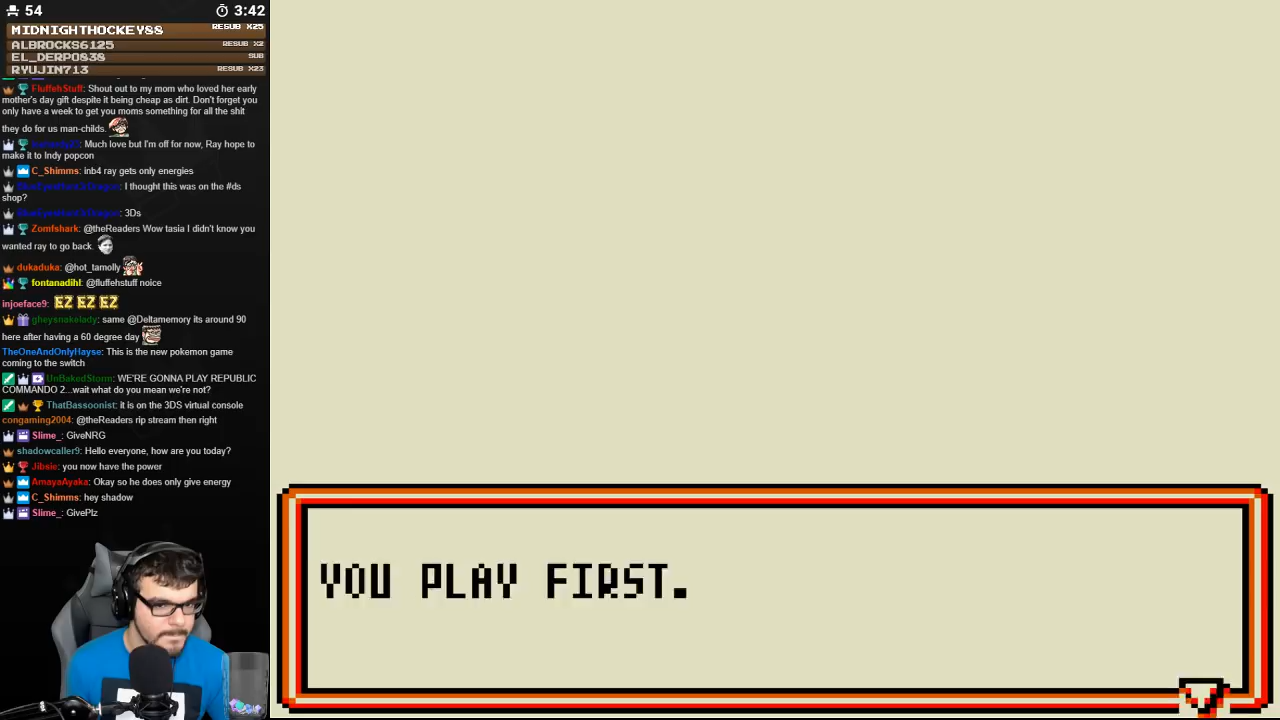 54
3:42
MIDNIGHTHOCKEY88 RESUB X25
ALBROCKS6125 RESUB X2
EL_DERPO838 SUB
RYUJIN713 RESUB X23
FluffehStuff: Shout out to my mom who loved her early
mother's day gift despite it being cheap as dirt. Don't forget you
only have a week to get you moms something for all the shit
they do for us man-childs.
Much love but I'm off for now, Ray hope to
make it to Indy popcon
C_Shimms: inb4 ray gets only energies
I thought this was on the #ds
shop?
3Ds
Zomfshark: @theReaders Wow tasia I didn't know you
wanted ray to go back.
dukaduka: @hot_tamolly
fontanadihl: @fluffehstuff noice
injoeface9: EZ EZ EZ
gheysnakelady: same @Deltamemory its around 90
here after having a 60 degree day
TheOneAndOnlyHayse: This is the new pokemon game
coming to the switch
UnBakedStorm: WE'RE GONNA PLAY REPUBLIC
COMMANDO 2...wait what do you mean we're not?
ThatBassoonist: it is on the 3DS virtual console
congaming2004: @theReaders rip stream then right
Slime_: GiveNRG
shadowcaller9: Hello everyone, how are you today?
Jibsie: you now have the power
AmayaAyaka: Okay so he does only give energy
C_Shimms: hey shadow
Slime_: GivePlz
YOU PLAY FIRST.